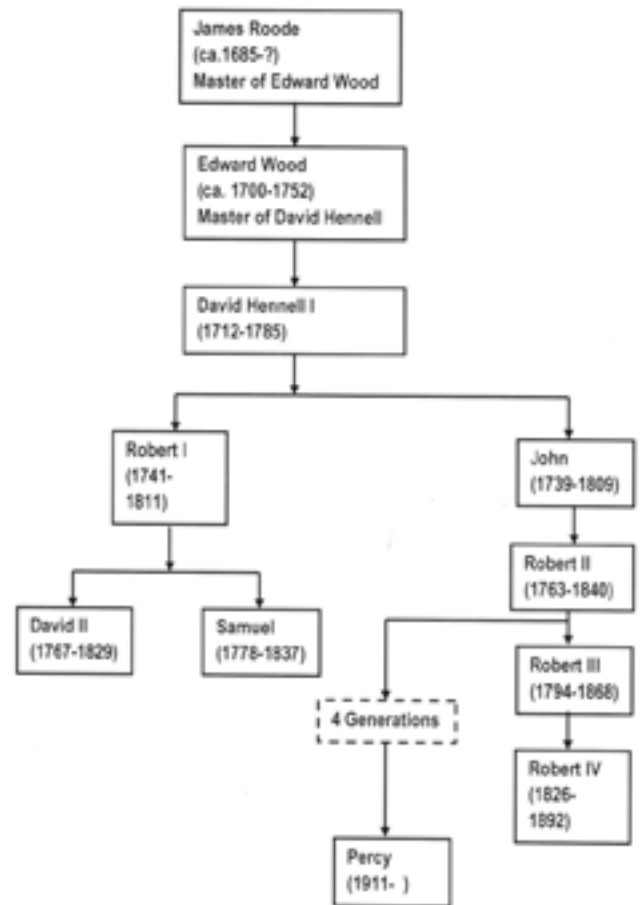 James Roode
(ca.1685-?)
Master of Edward Wood
Edward Wood
(ca. 1700-1752)
Master of David Hennell
David Hennell I
(1712-1785)
Robert I
(1741-
1811)
John
(1739-1809)
Robert II
(1763-1840)
David II
(1767-1829)
Samuel
(1778-1837)
Robert III
(1794-1868)
4 Generations
Robert IV
(1826-
1892)
Percy
(1911- )